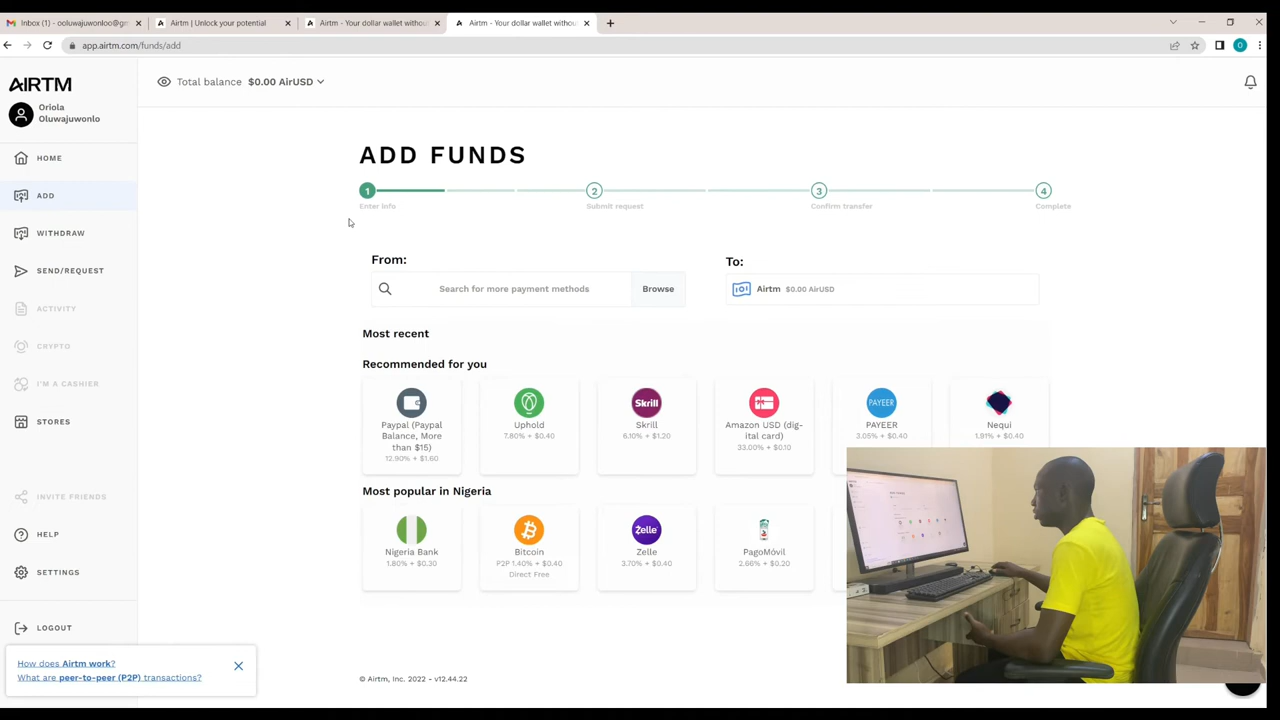 Inbox (1) - ooluwajuwonloo@gm
Airtm | Unlock your potential
Airtm - Your dollar wallet withou
Airtm - Your dollar wallet withou
app.airtm.com/funds/add
O
AIRTM
Oriola
Oluwajuwonlo
HOME
ADD
WITHDRAW
SEND/REQUEST
ACTIVITY
CRYPTO
I'M A CASHIER
STORES
INVITE FRIENDS
HELP
SETTINGS
LOGOUT
How does Airtm work?
What are peer-to-peer (P2P) transactions?
Total balance $0.00 AirUSD
ADD FUNDS
1 2 3 4
Enter info Submit request Confirm transfer Complete
From:
To:
Search for more payment methods Browse
Airtm $0.00 AirUSD
Most recent
Recommended for you
Paypal (Paypal
Balance, More
than $15)
12.90% + $1.60
Uphold
7.80% + $0.40
Skrill
Skrill
6.10% + $1.20
Amazon USD (dig-
ital card)
33.00% + $0.10
PAYEER
PAYEER
3.05% + $0.40
Nequi
1.91% + $0.40
Most popular in Nigeria
Nigeria Bank
1.80% + $0.30
Bitcoin
P2P 1.40% + $0.40
Direct Free
Zelle
Zelle
3.70% + $0.40
PagoMóvil
2.66% + $0.20
© Airtm, Inc. 2022 - v12.44.22